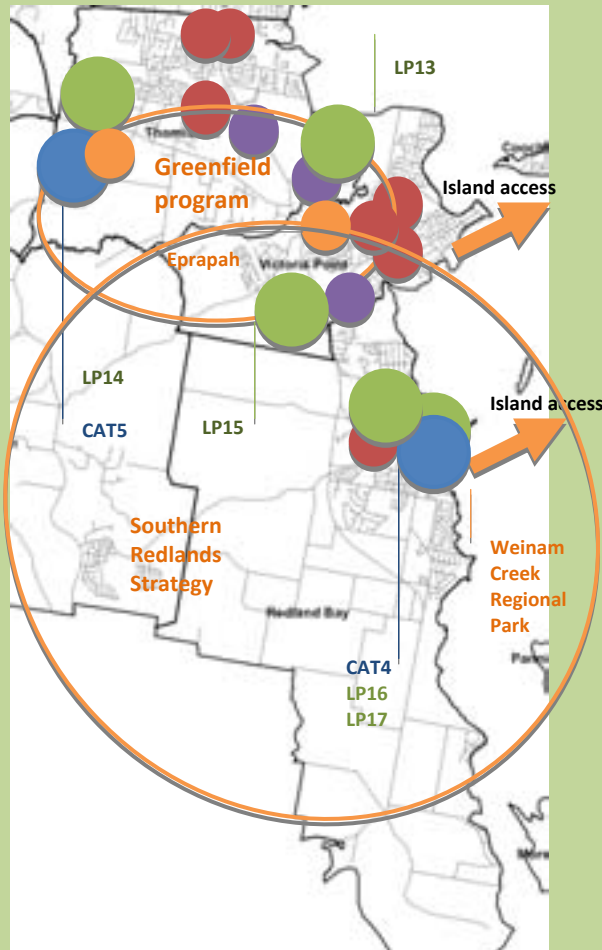 LP13
Greenfield
program
Island access
Eprapah
Victoria Point
LP14
CAT5
LP15
Island access
Southern
Redlands
Strategy
Weinam
Creek
Regional
Park
Redland Bay
CAT4
LP16
LP17